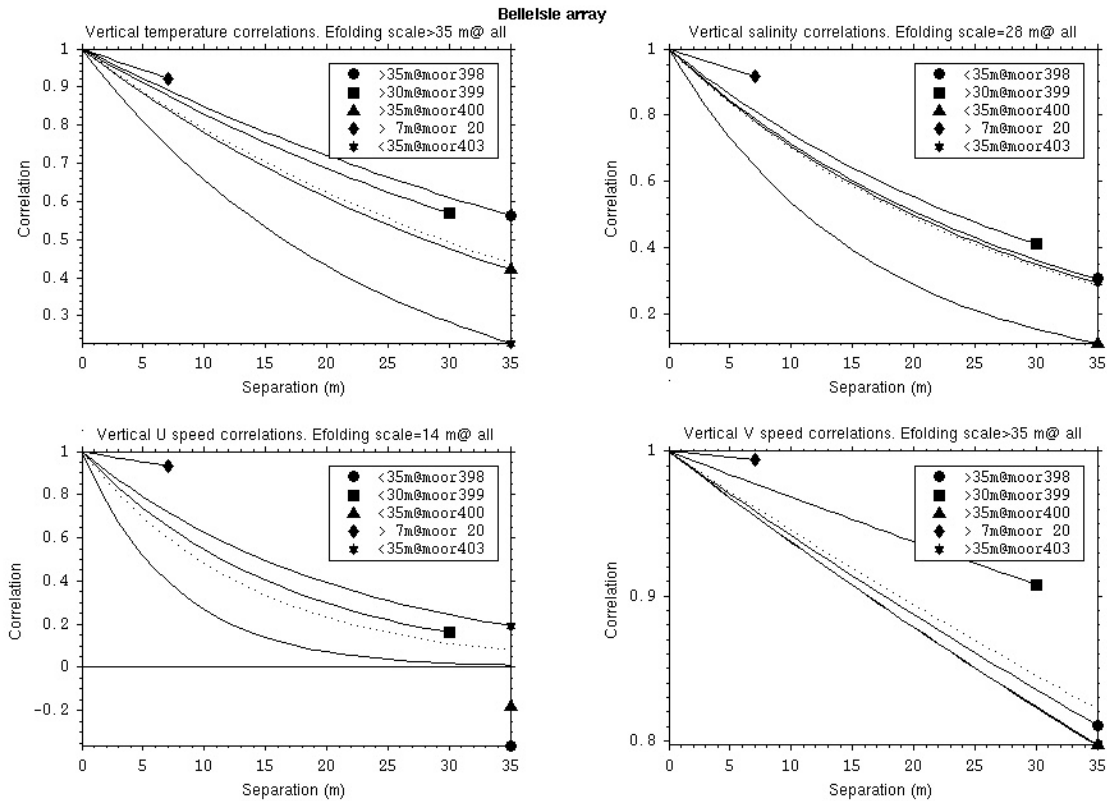 BelleIsle array
Vertical temperature correlations. Efolding scale>35 m@ all
1
0.9
0.8
0.7
0.6
0.5
0.4
0.3
Correlation
>35m@moor398
>30m@moor399
>35m@moor400
> 7m@moor 20
<35m@moor403
0 5 10 15 20 25 30 35
Separation (m)
Vertical salinity correlations. Efolding scale=28 m@ all
1
0.8
0.6
0.4
0.2
Correlation
<35m@moor398
>30m@moor399
<35m@moor400
> 7m@moor 20
<35m@moor403
0 5 10 15 20 25 30 35
Separation (m)
Vertical U speed correlations. Efolding scale=14 m@ all
1
0.8
0.6
0.4
0.2
0
-0.2
Correlation
<35m@moor398
<30m@moor399
<35m@moor400
> 7m@moor 20
<35m@moor403
0 5 10 15 20 25 30 35
Separation (m)
Vertical V speed correlations. Efolding scale>35 m@ all
1
0.9
0.8
Correlation
>35m@moor398
>30m@moor399
>35m@moor400
> 7m@moor 20
>35m@moor403
0 5 10 15 20 25 30 35
Separation (m)